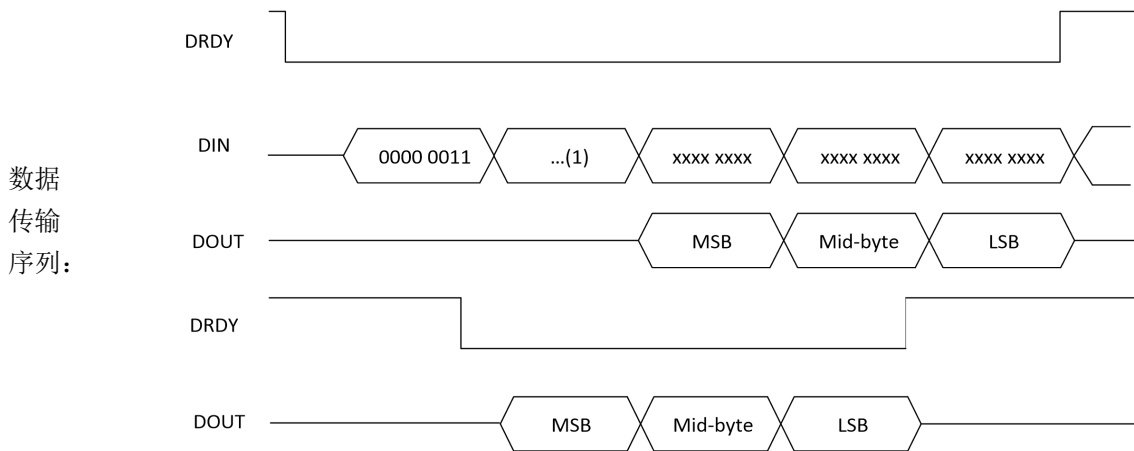 DRDY
DIN 0000 0011 ...(1) xxxx xxxx xxxx xxxx xxxx xxxx
数据
传输
序列：
DOUT MSB Mid-byte LSB
DRDY
DOUT MSB Mid-byte LSB